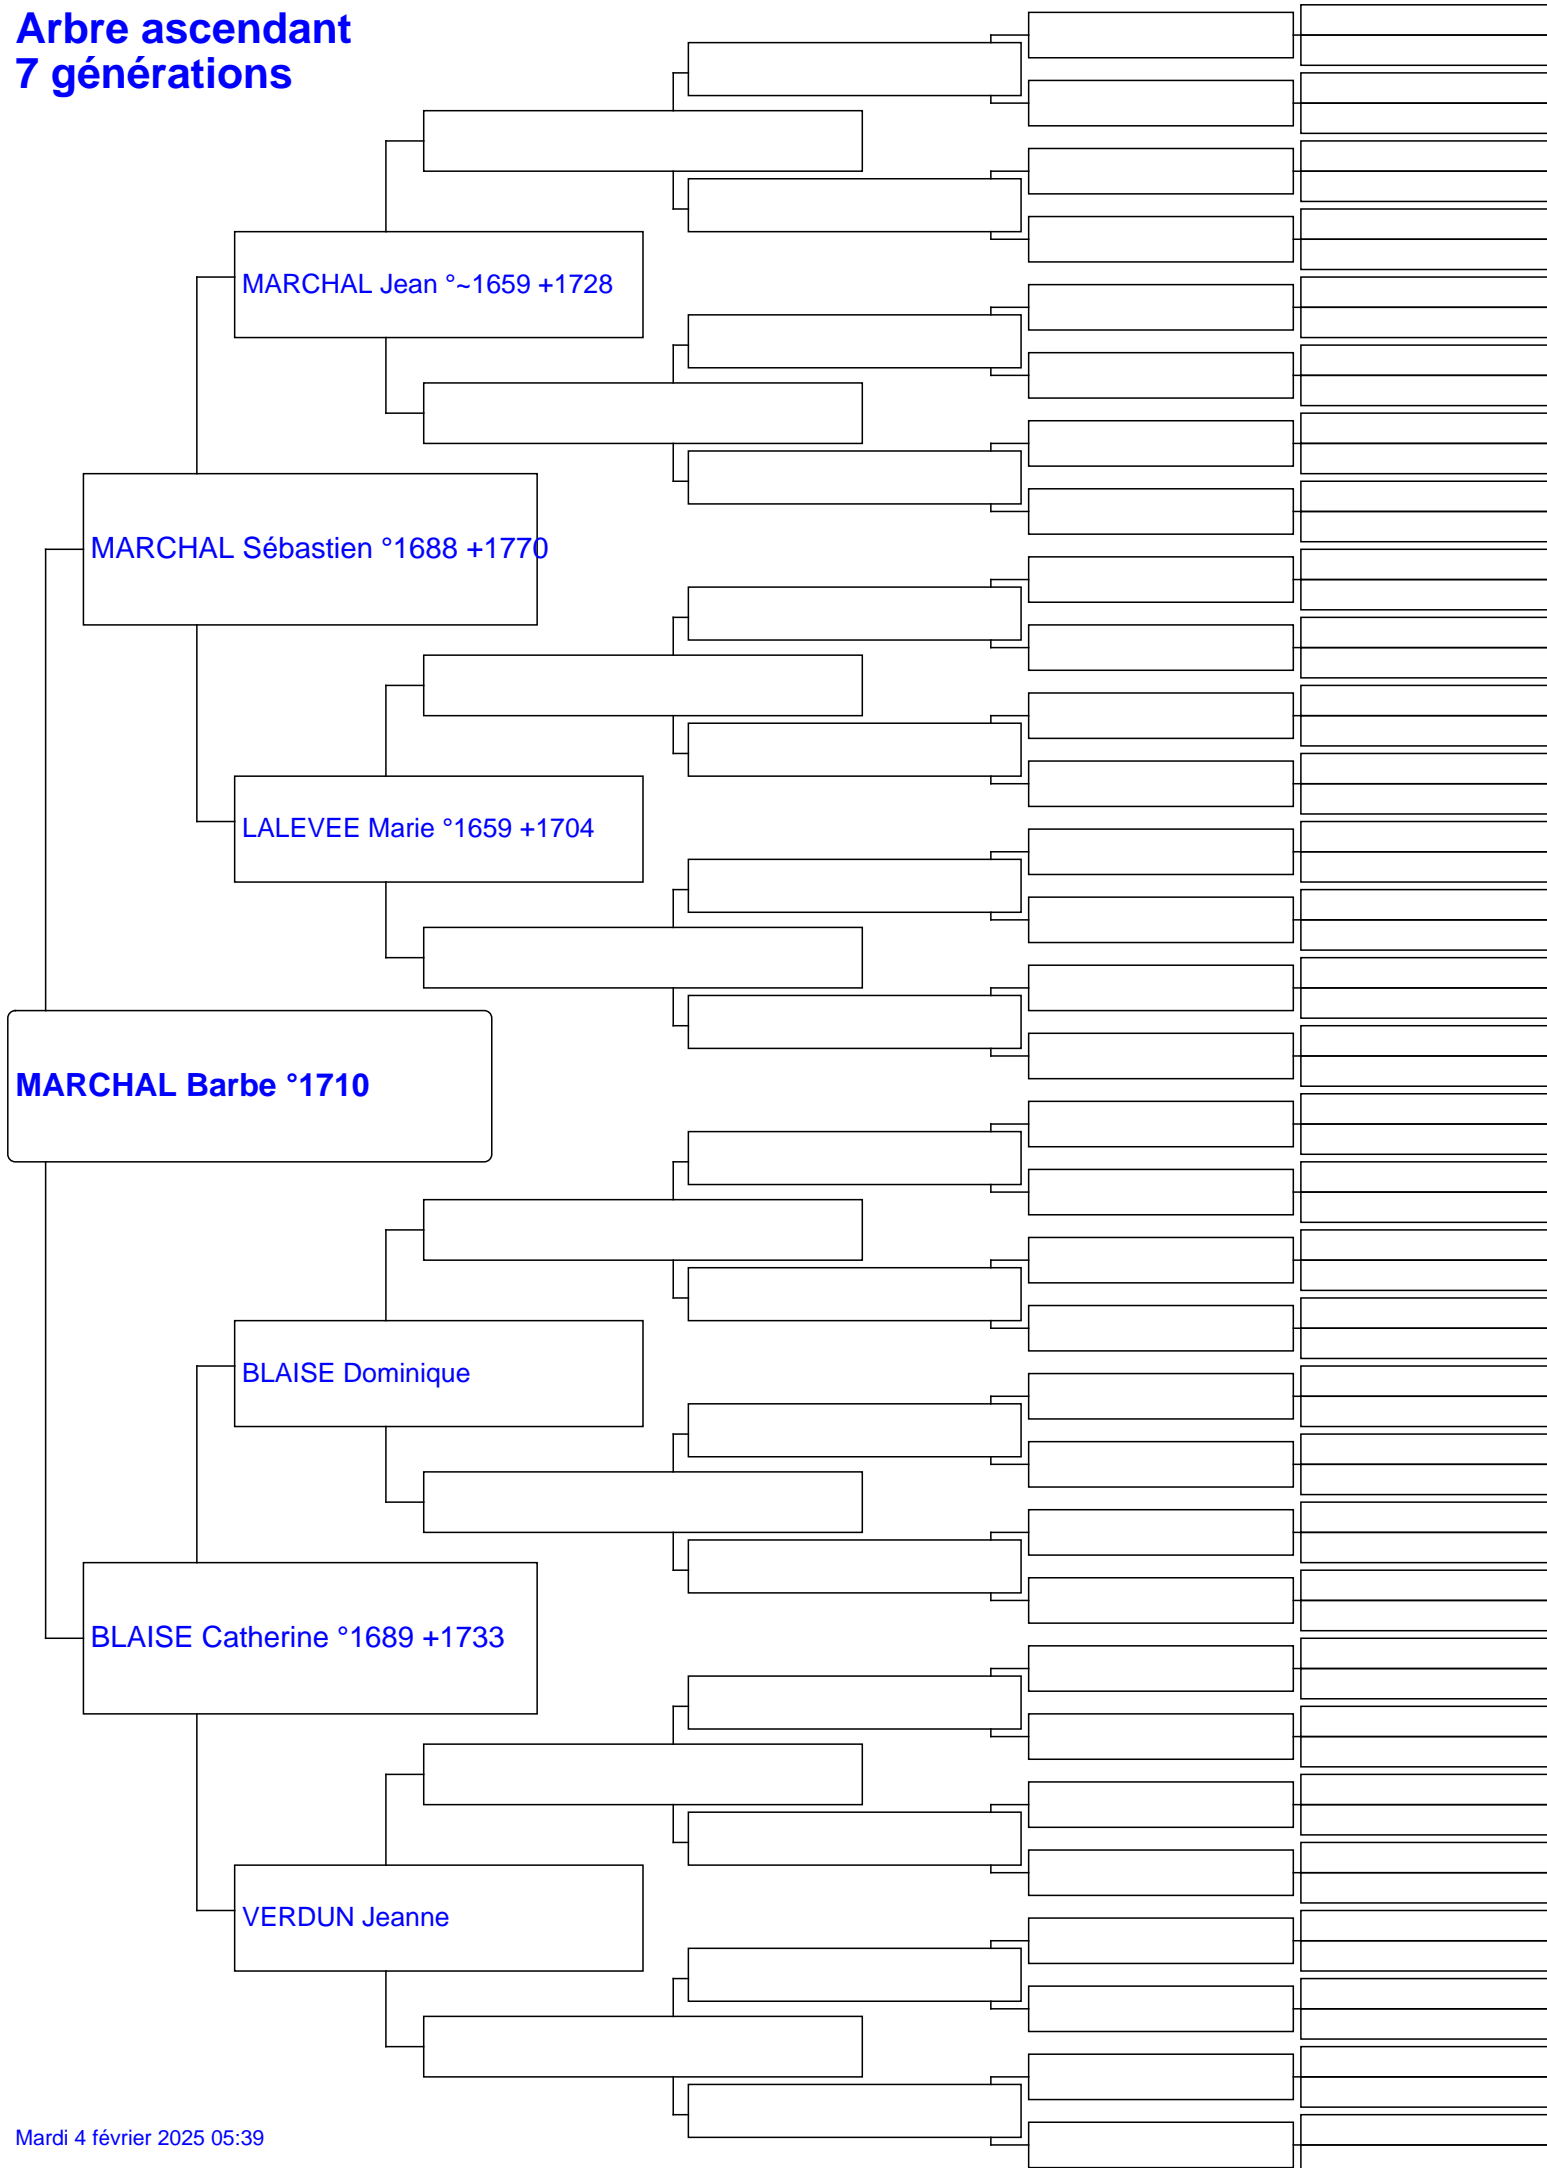 Arbre ascendant
7 générations
MARCHAL Jean °~1659 +1728
MARCHAL Sébastien °1688 +1770
LALEVEE Marie °1659 +1704
MARCHAL Barbe °1710
BLAISE Dominique
BLAISE Catherine °1689 +1733
VERDUN Jeanne
Mardi 4 février 2025 05:39